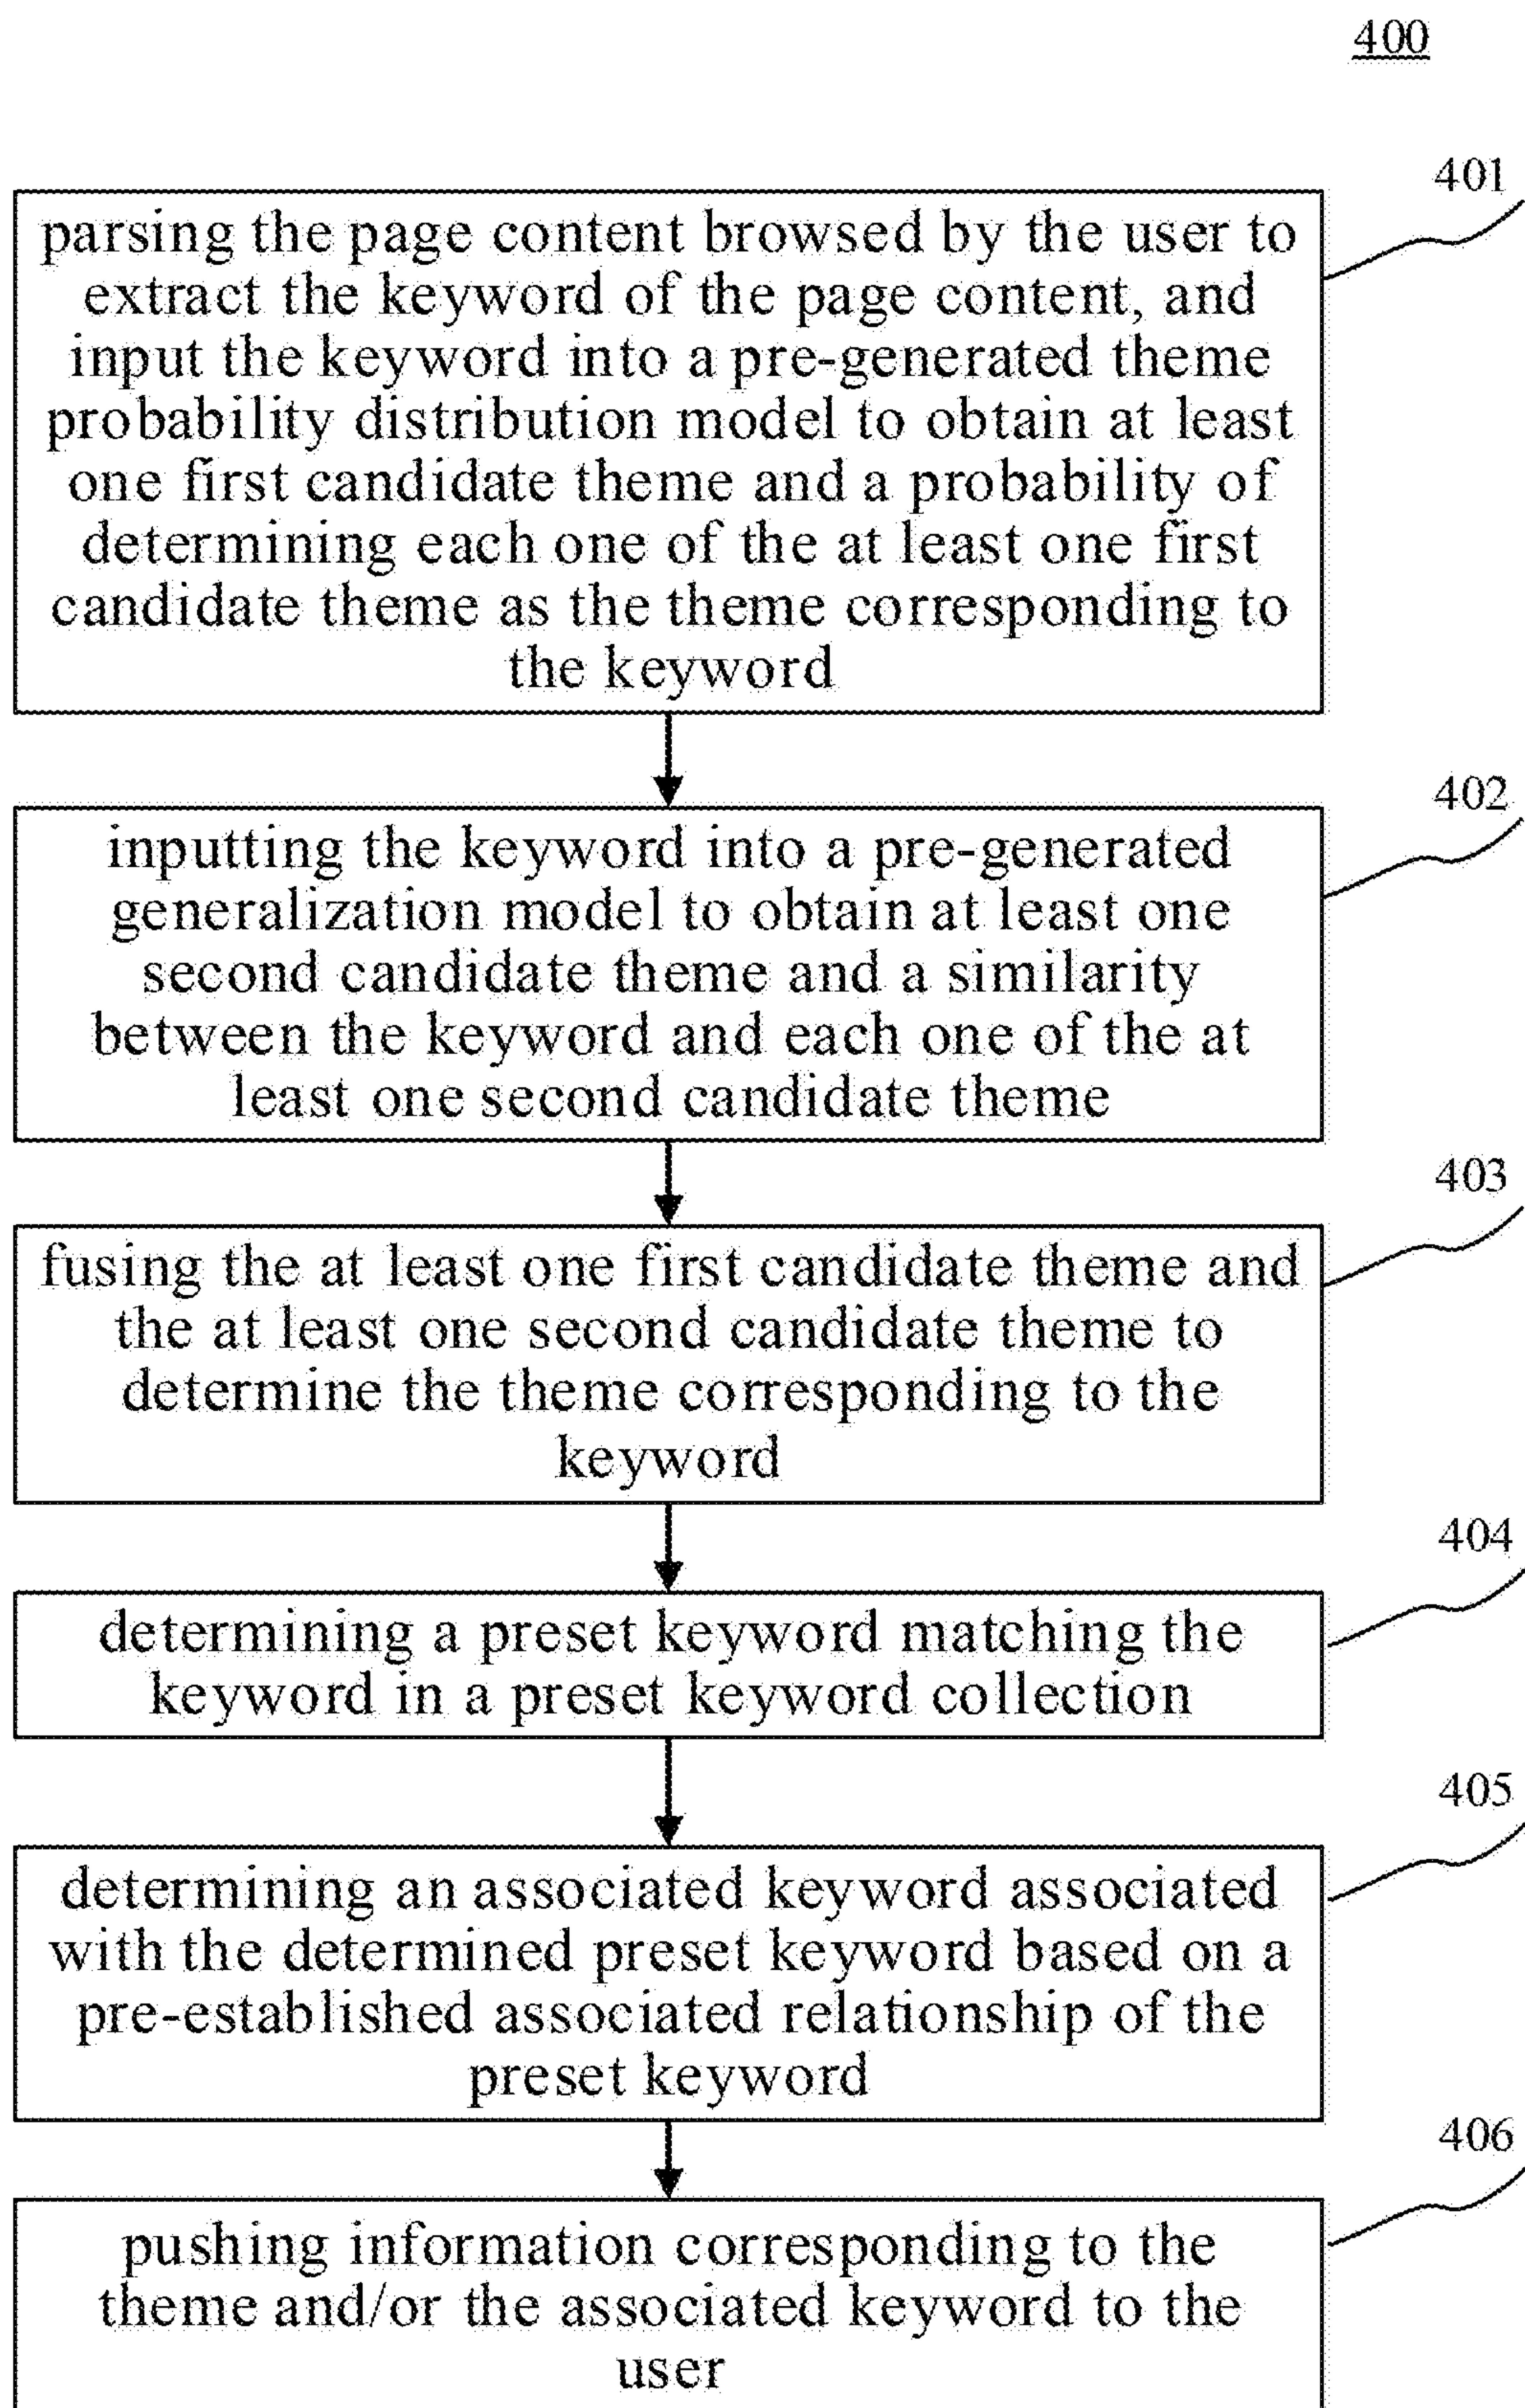 400
401
parsing the page content browsed by the user to
extract the keyword of the page content, and
input the keyword into a pre-generated theme
probability distribution model to obtain at least
one first candidate theme and a probability of
determining each one of the at least one first
candidate theme as the theme corresponding to
the keyword
402
inputting the keyword into a pre-generated
generalization model to obtain at least one
second candidate theme and a similarity
between the keyword and each one of the at
least one second candidate theme
403
fusing the at least one first candidate theme and
the at least one second candidate theme to
determine the theme corresponding to the
keyword
404
determining a preset keyword matching the
keyword in a preset keyword collection
405
determining an associated keyword associated
with the determined preset keyword based on a
pre-established associated relationship of the
preset keyword
406
pushing information corresponding to the
theme and/or the associated keyword to the
user